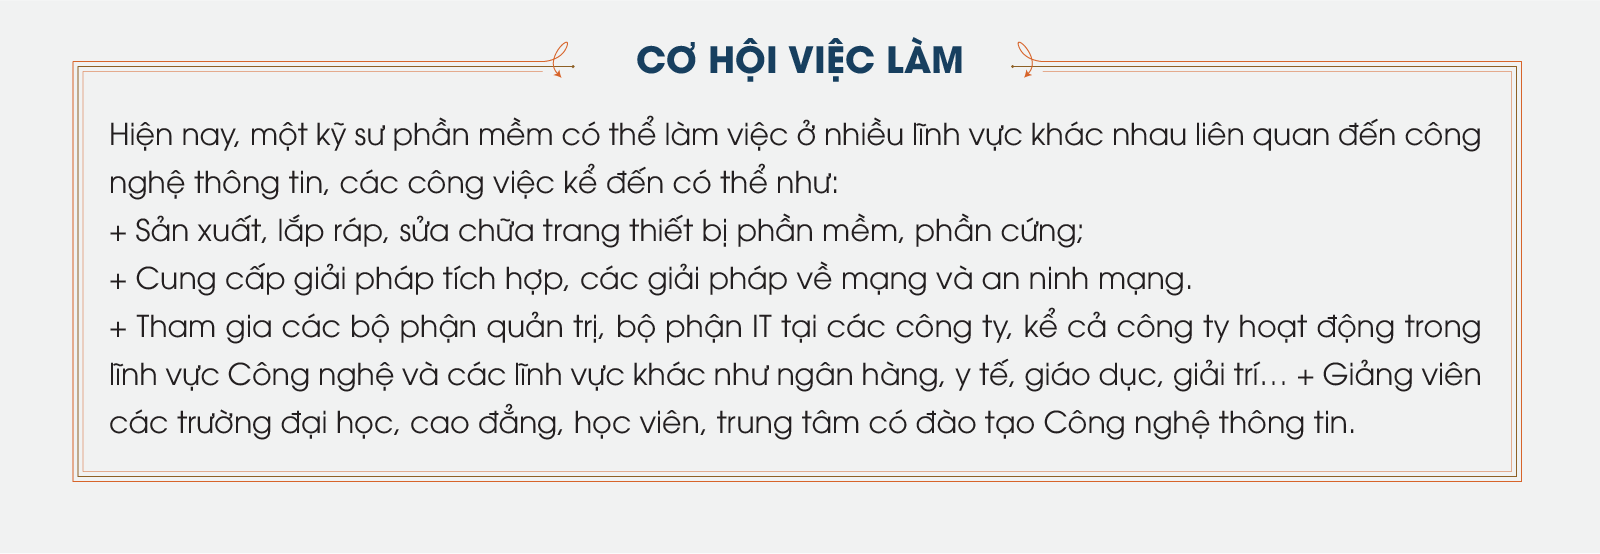 CƠ HỘI VIỆC LÀM
Hiện nay, một kỹ sư phần mềm có thể làm việc ở nhiều lĩnh vực khác nhau liên quan đến công
nghệ thông tin, các công việc kể đến có thể như:
+ Sản xuất, lắp ráp, sửa chữa trang thiết bị phần mềm, phần cứng;
+ Cung cấp giải pháp tích hợp, các giải pháp về mạng và an ninh mạng.
+ Tham gia các bộ phận quản trị, bộ phận IT tại các công ty, kể cả công ty hoạt động trong
lĩnh vực Công nghệ và các lĩnh vực khác như ngân hàng, y tế, giáo dục, giải trí... + Giảng viên
các trường đại học, cao đẳng, học viên, trung tâm có đào tạo Công nghệ thông tin.